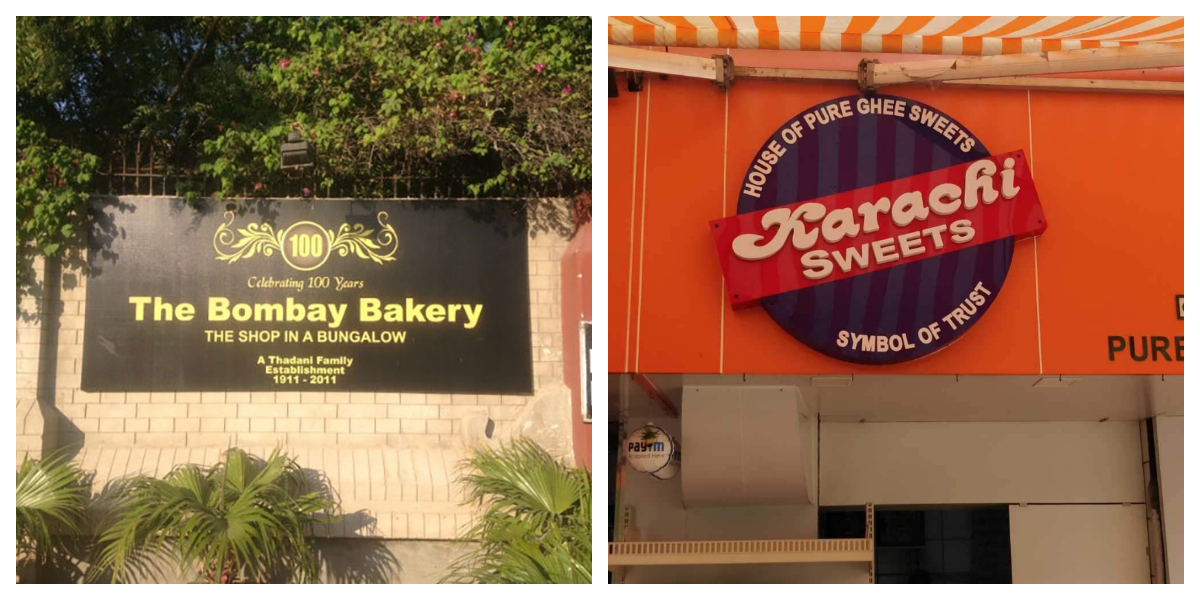 100
Celebrating 100 Years
The Bombay Bakery
THE SHOP IN A BUNGALOW
A Thadani Family
Establishment
1911 - 2011
HOUSE OF PURE GHEE SWEETS
Karachi
SWEETS
SYMBOL OF TRUST
PURE
paytm